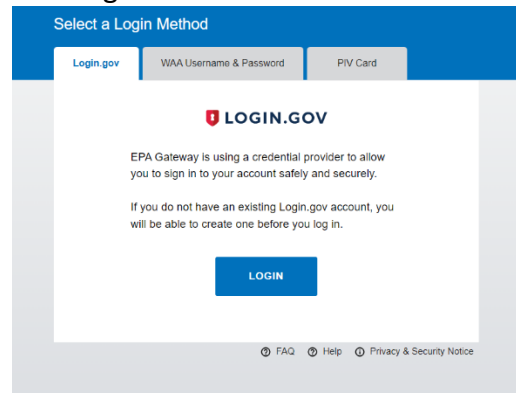 Select a Login Method
Login.gov WAA Username & Password PIV Card
LOGIN.GOV
EPA Gateway is using a credential provider to allow
you to sign in to your account safely and securely.
If you do not have an existing Login.gov account, you
will be able to create one before you log in.
LOGIN
FAQ Help Privacy & Security Notice